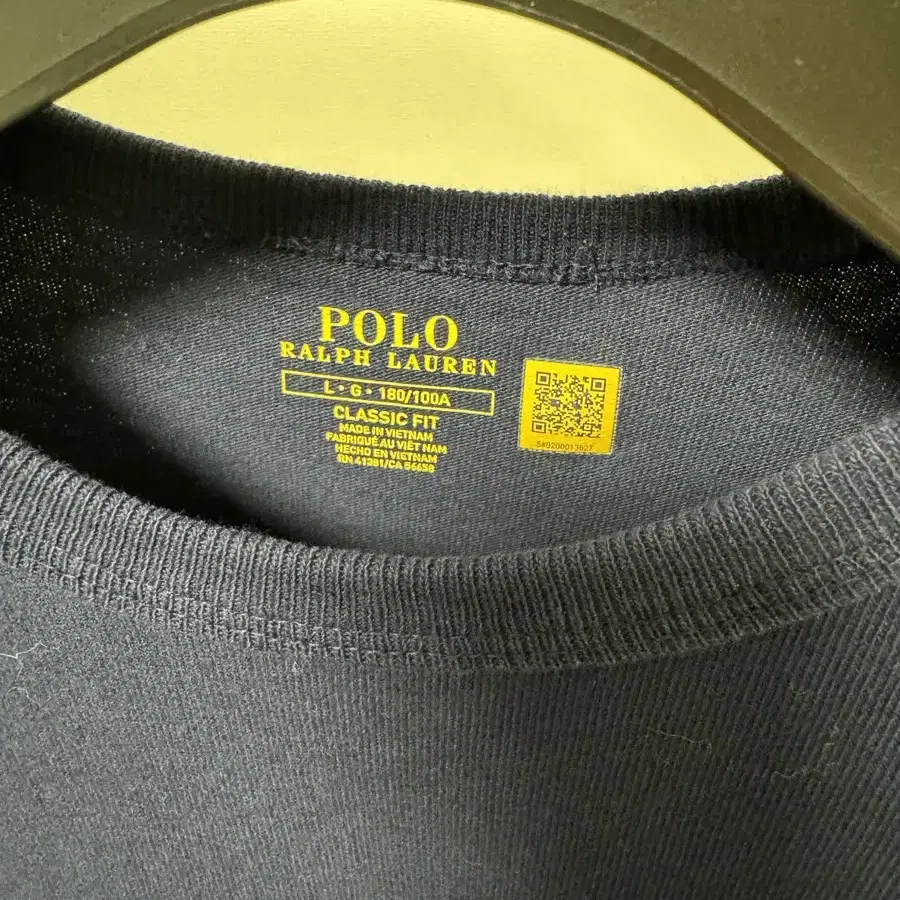 POLO
RALPH LAUREN
L • G • 180/100A
CLASSIC FIT
MADE IN VIETNAM
FABRIQUÉ AU VIÊT NAM
HECHO EN VIETNAM
RN 41381/CA 56658